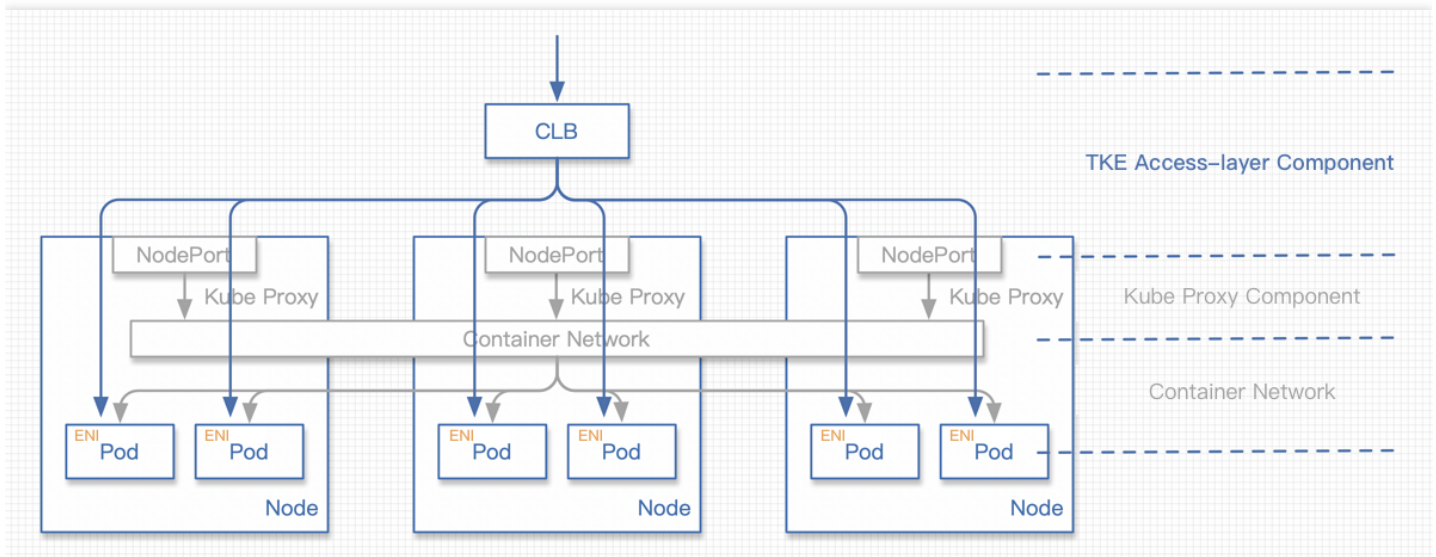 CLB
TKE Access-layer Component
NodePort NodePort NodePort
Kube Proxy Kube Proxy Kube Proxy Kube Proxy Component
Container Network
Container Network
ENI ENI ENI ENI ENI ENI
Pod Pod Pod Pod Pod Pod
Node Node Node